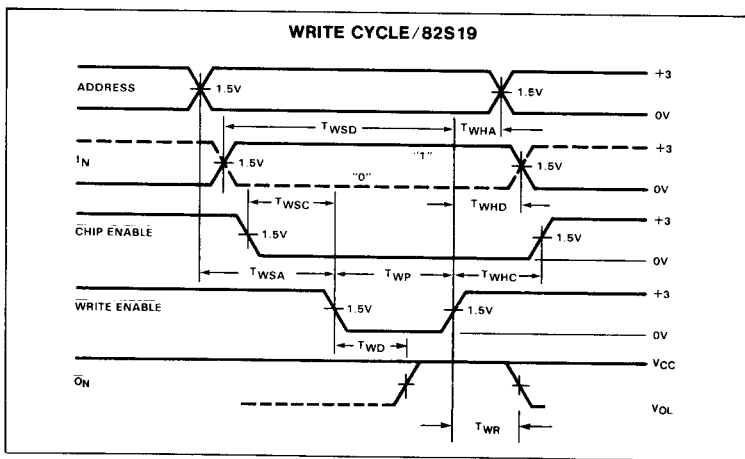 WRITE CYCLE/82S19
ADDRESS
1.5V
1.5V
+3
0V
TWSD
TWHA
IN
1.5V
"1"
"0"
1.5V
+3
0V
TWSC
TWHD
CHIP ENABLE
1.5V
1.5V
+3
0V
TWSA
TWP
TWHC
WRITE ENABLE
1.5V
1.5V
+3
0V
TWD
ON
VCC
VOL
TWR